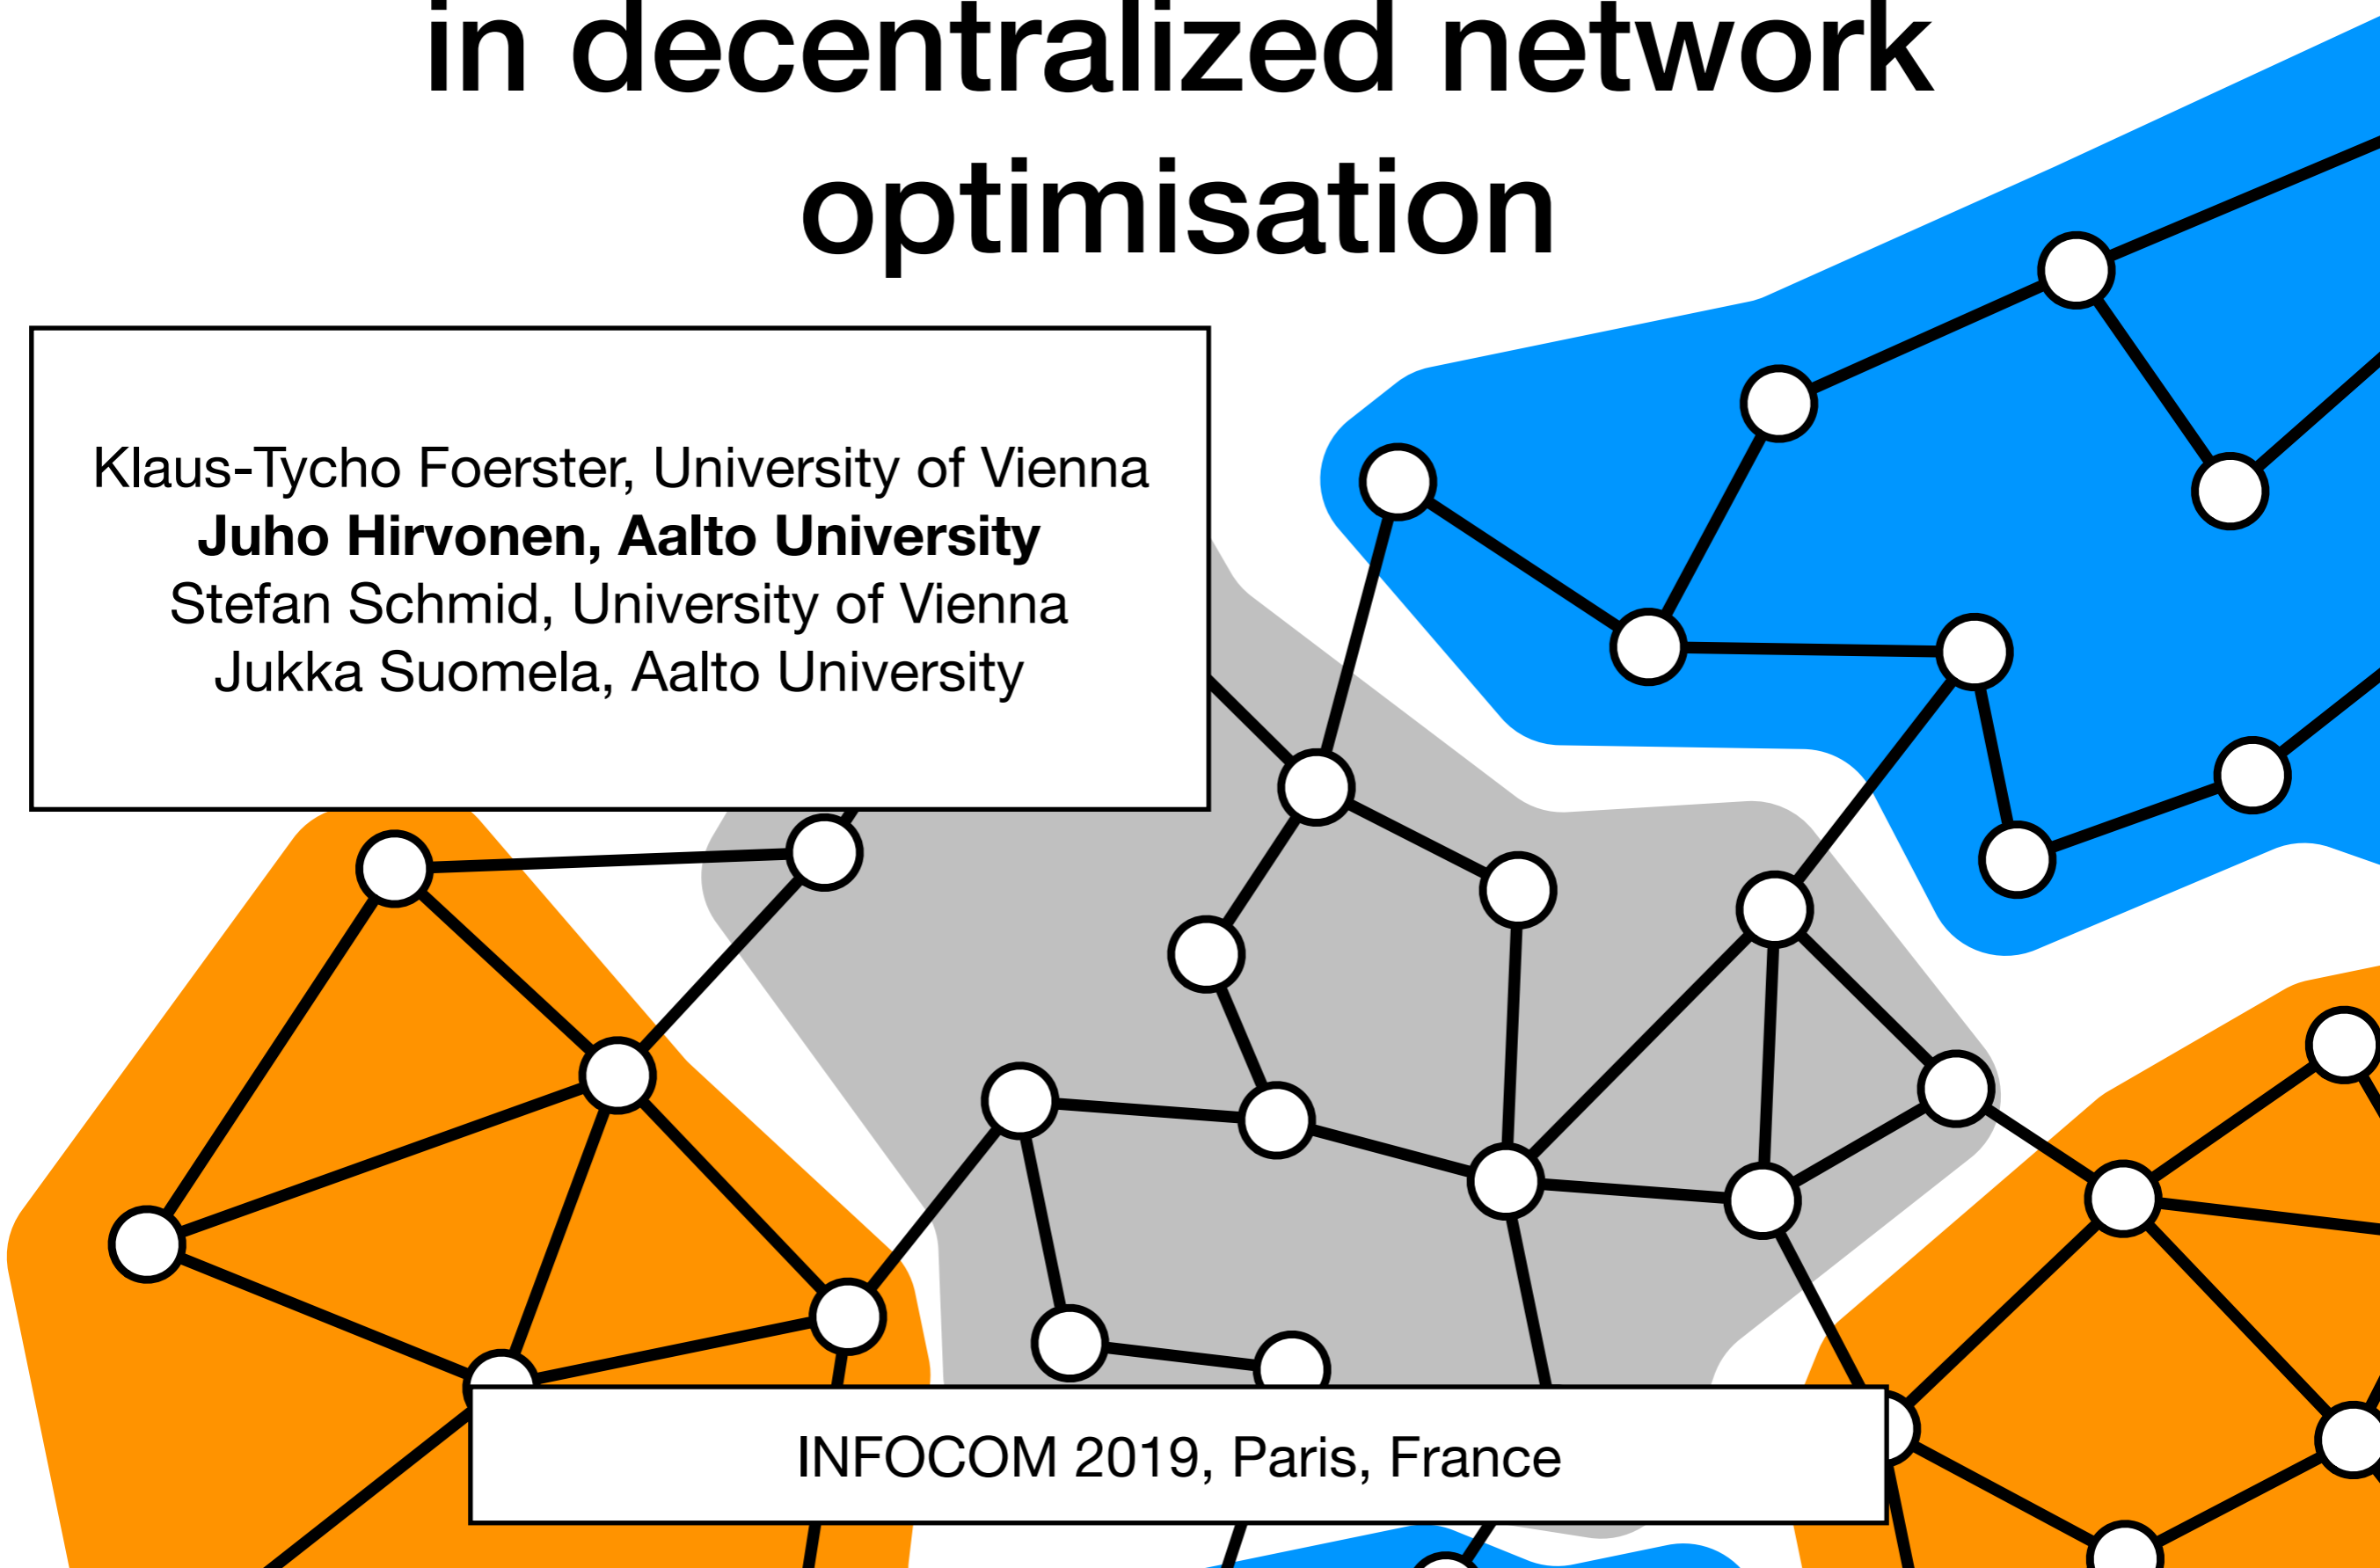 in decentralized network
optimisation
Klaus-Tycho Foerster, University of Vienna
Juho Hirvonen, Aalto University
Stefan Schmid, University of Vienna
Jukka Suomela, Aalto University
INFOCOM 2019, Paris, France